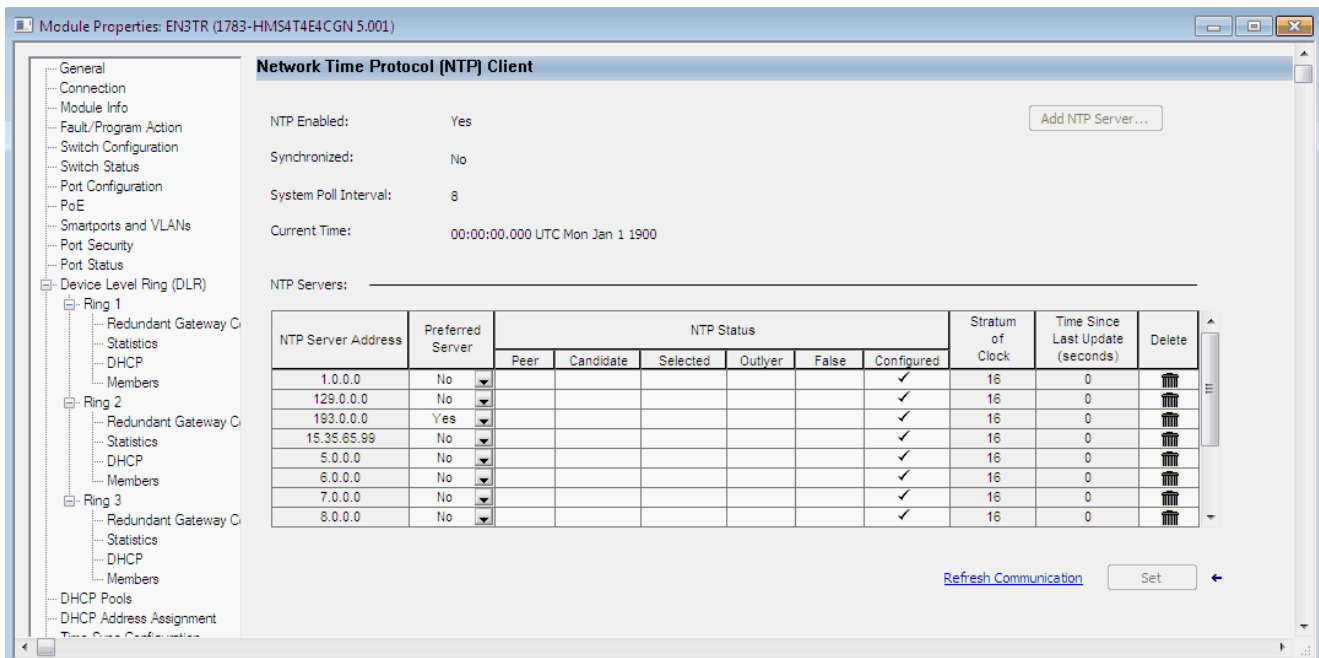 Module Properties: EN3TR (1783-HMS4T4E4CGN 5.001)
General
Connection
Module Info
Fault/Program Action
Switch Configuration
Switch Status
Port Configuration
PoE
Smartports and VLANs
Port Security
Port Status
Device Level Ring (DLR)
Ring 1
Redundant Gateway C
Statistics
DHCP
Members
Ring 2
Redundant Gateway C
Statistics
DHCP
Members
Ring 3
Redundant Gateway C
Statistics
DHCP
Members
DHCP Pools
DHCP Address Assignment
Time Sync Configuration
Network Time Protocol (NTP) Client
NTP Enabled: Yes
Add NTP Server...
Synchronized: No
System Poll Interval: 8
Current Time: 00:00:00.000 UTC Mon Jan 1 1900
NTP Servers:
NTP Server Address Preferred Server NTP Status Stratum of Clock Time Since Last Update (seconds) Delete
Peer Candidate Selected Outlyer False Configured
1.0.0.0 No ✓ 16 0
129.0.0.0 No ✓ 16 0
193.0.0.0 Yes ✓ 16 0
15.35.65.99 No ✓ 16 0
5.0.0.0 No ✓ 16 0
6.0.0.0 No ✓ 16 0
7.0.0.0 No ✓ 16 0
8.0.0.0 No ✓ 16 0
Refresh Communication Set